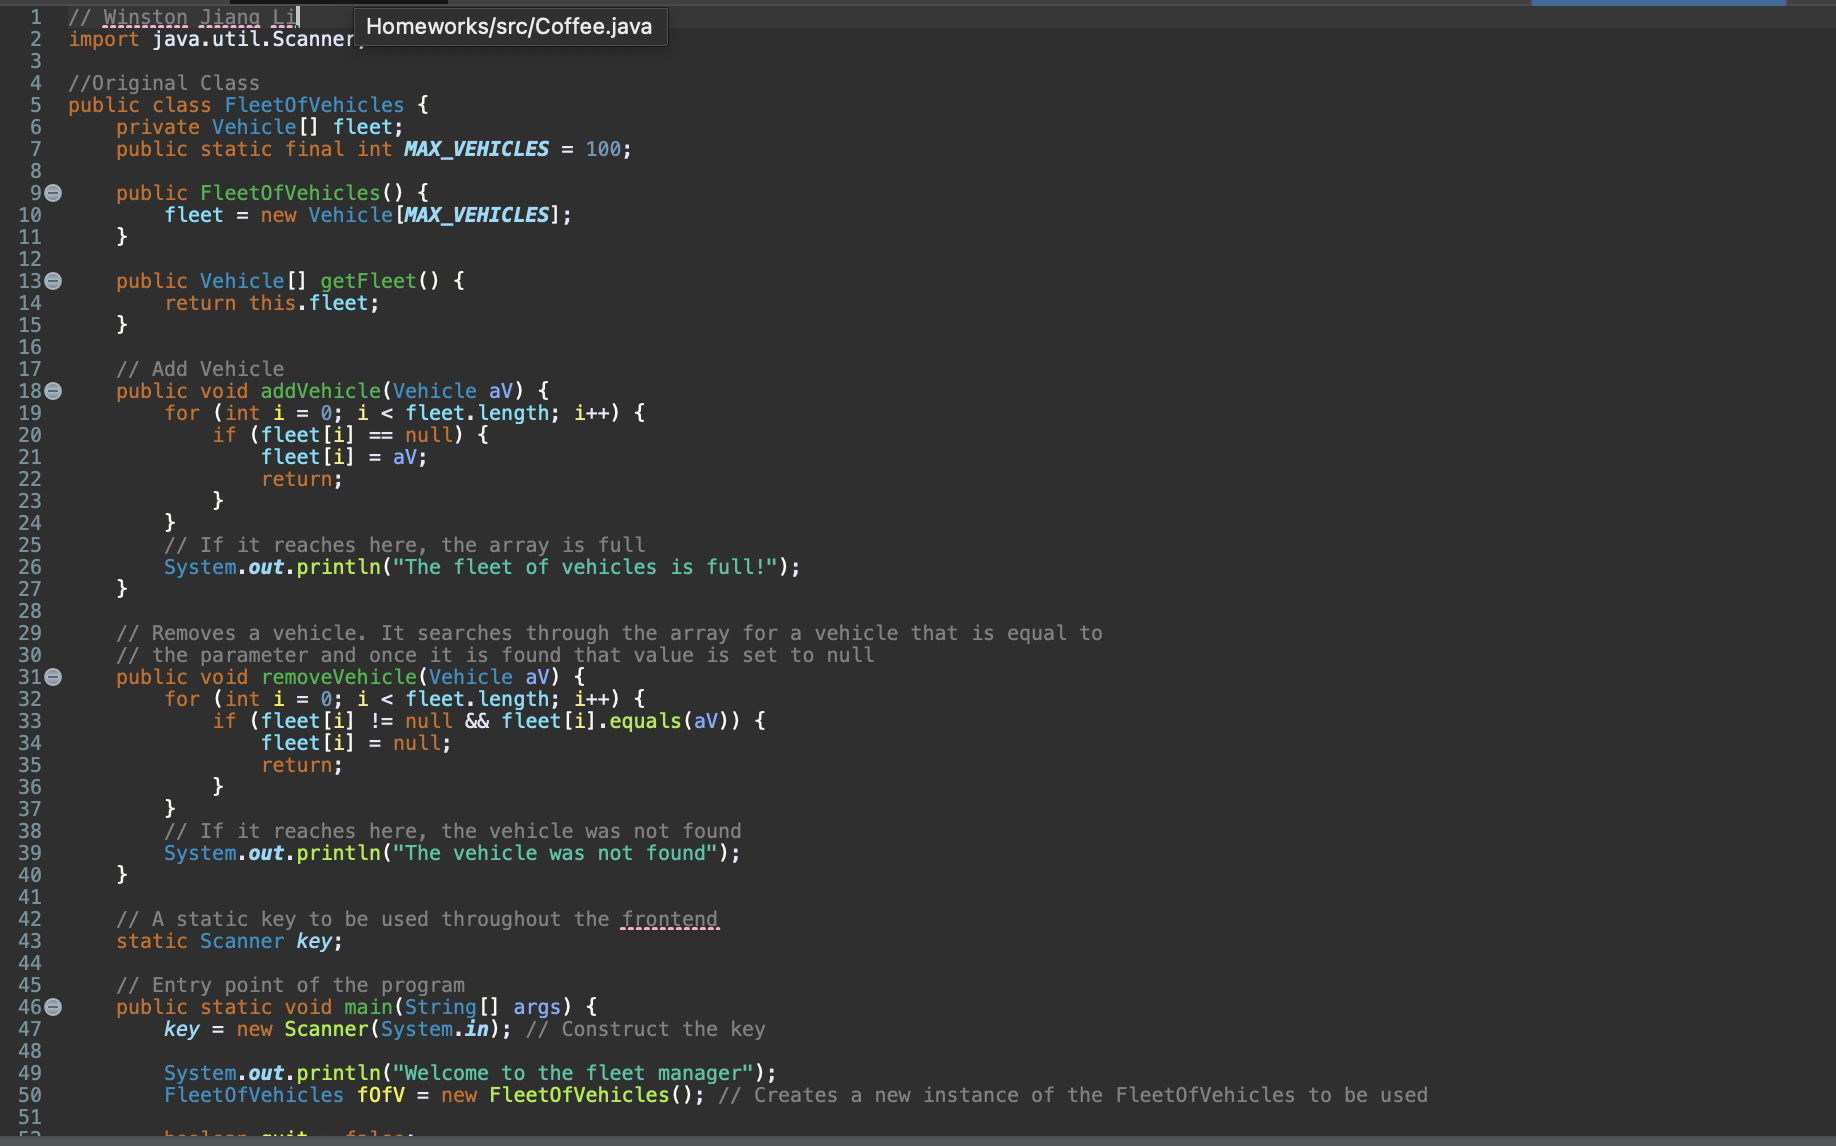 1 // Winston Jiang Li
Homeworks/src/Coffee.java
2 import java.util.Scanner;
3
4 //Original Class
5 public class FleetOfVehicles {
6     private Vehicle[] fleet;
7     public static final int MAX_VEHICLES = 100;
8
9     public FleetOfVehicles() {
10         fleet = new Vehicle[MAX_VEHICLES];
11     }
12
13     public Vehicle[] getFleet() {
14         return this.fleet;
15     }
16
17     // Add Vehicle
18     public void addVehicle(Vehicle aV) {
19         for (int i = 0; i < fleet.length; i++) {
20             if (fleet[i] == null) {
21                 fleet[i] = aV;
22                 return;
23             }
24         }
25         // If it reaches here, the array is full
26         System.out.println("The fleet of vehicles is full!");
27     }
28
29     // Removes a vehicle. It searches through the array for a vehicle that is equal to
30     // the parameter and once it is found that value is set to null
31     public void removeVehicle(Vehicle aV) {
32         for (int i = 0; i < fleet.length; i++) {
33             if (fleet[i] != null && fleet[i].equals(aV)) {
34                 fleet[i] = null;
35                 return;
36             }
37         }
38         // If it reaches here, the vehicle was not found
39         System.out.println("The vehicle was not found");
40     }
41
42     // A static key to be used throughout the frontend
43     static Scanner key;
44
45     // Entry point of the program
46     public static void main(String[] args) {
47         key = new Scanner(System.in); // Construct the key
48
49         System.out.println("Welcome to the fleet manager");
50         FleetOfVehicles fOfV = new FleetOfVehicles(); // Creates a new instance of the FleetOfVehicles to be used
51
52         boolean quit = false;